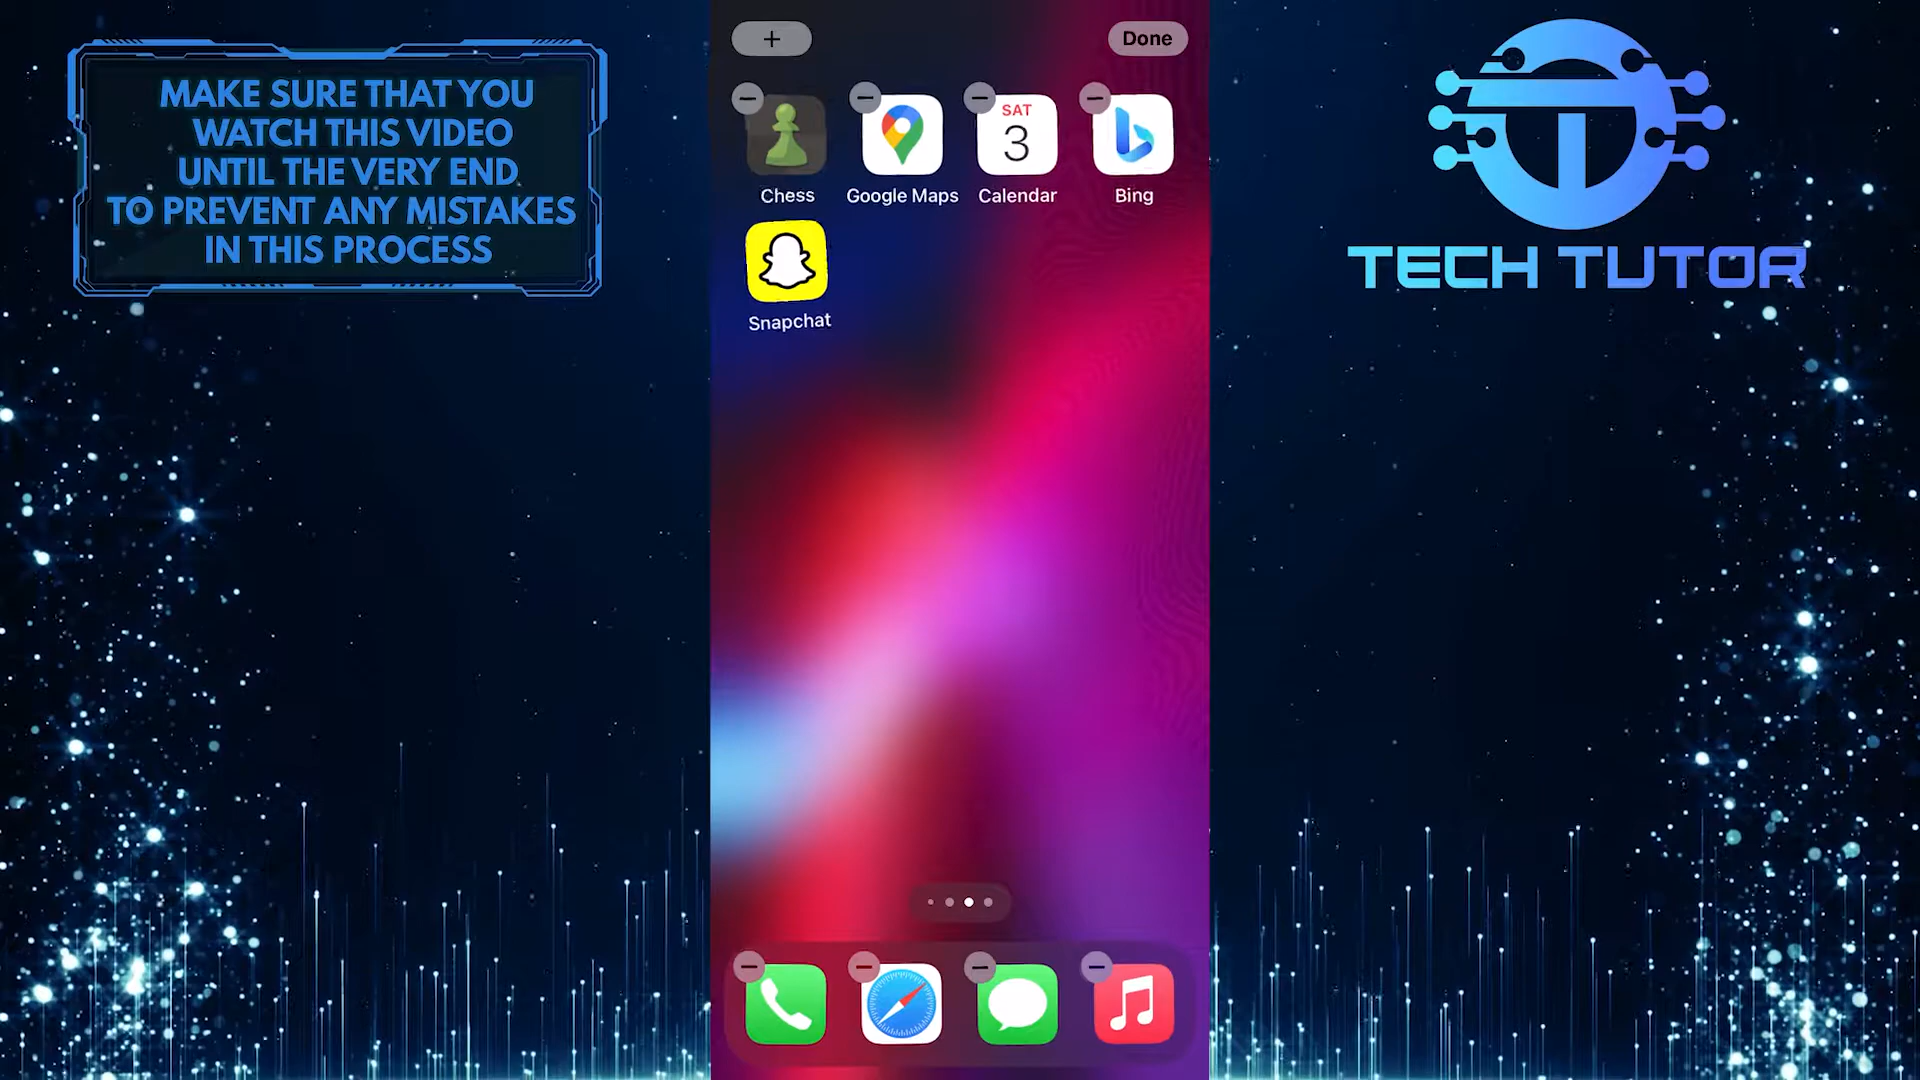 MAKE SURE THAT YOU
WATCH THIS VIDEO
UNTIL THE VERY END
TO PREVENT ANY MISTAKES
IN THIS PROCESS
+
Done
SAT
3
Chess
Google Maps
Calendar
Bing
Snapchat
TECH TUTOR